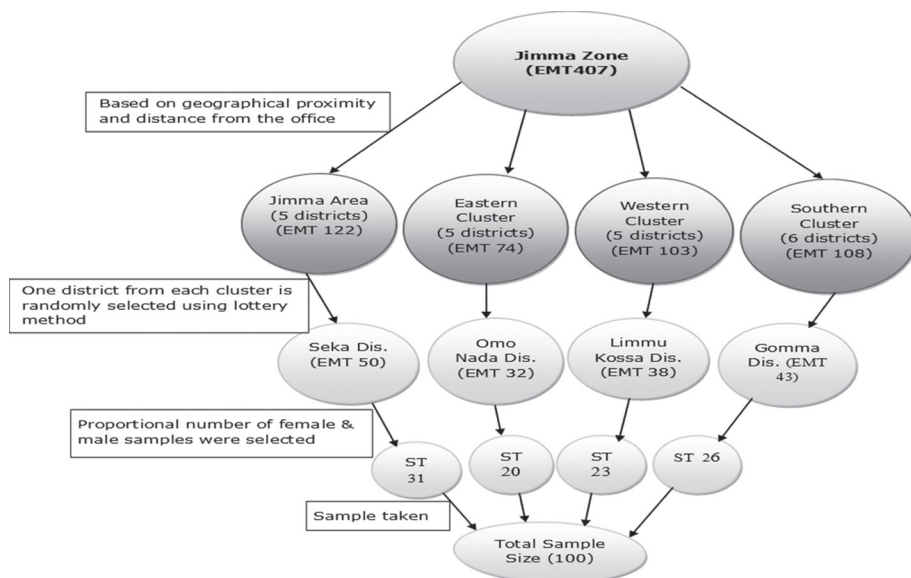 Jimma Zone
(EMT407)
Based on geographical proximity
and distance from the office
Jimma Area
(5 districts)
(EMT 122)
Eastern
Cluster
(5 districts)
(EMT 74)
Western
Cluster
(5 districts)
(EMT 103)
Southern
Cluster
(6 districts)
(EMT 108)
One district from each cluster is
randomly selected using lottery
method
Seka Dis.
(EMT 50)
Omo
Nada Dis.
(EMT 32)
Limmu
Kossa Dis.
(EMT 38)
Gomma
Dis. (EMT
43)
Proportional number of female &
male samples were selected
ST
31
ST
20
ST
23
ST 26
Sample taken
Total Sample
Size (100)